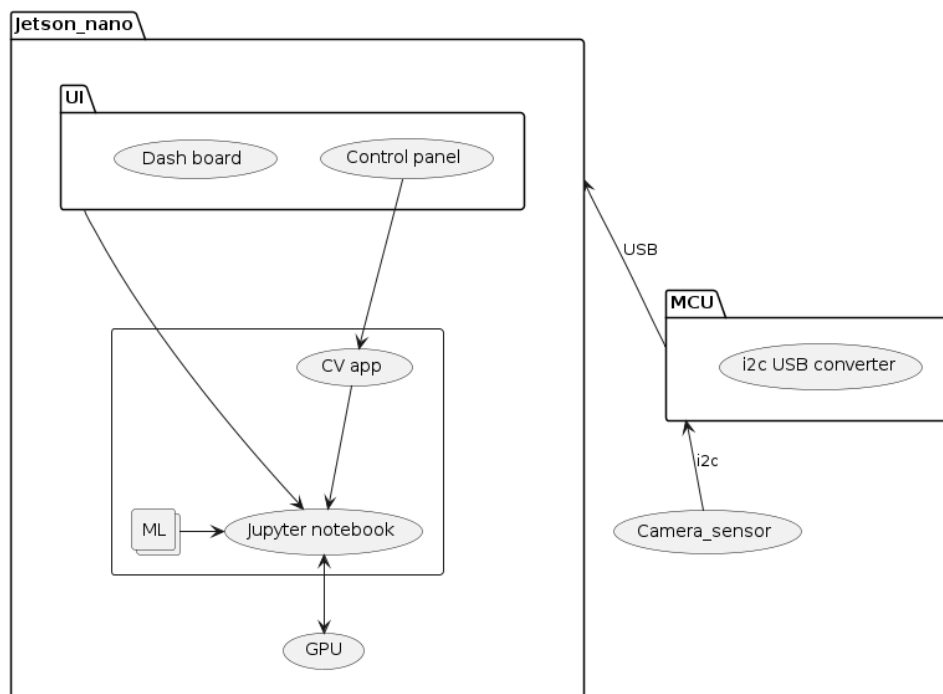 Jetson_nano
UI
Dash board
Control panel
USB
MCU
i2c USB converter
CV app
i2c
ML
Jupyter notebook
Camera_sensor
GPU